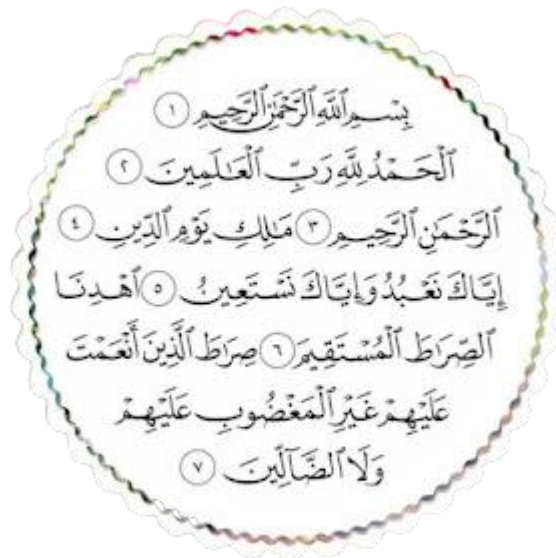 بِسْمِ ٱللَّهِ ٱلرَّحْمَٰنِ ٱلرَّحِيمِ ١
ٱلْحَمْدُ لِلَّهِ رَبِّ ٱلْعَٰلَمِينَ ٢
ٱلرَّحْمَٰنِ ٱلرَّحِيمِ ٣ مَٰلِكِ يَوْمِ ٱلدِّينِ ٤
إِيَّاكَ نَعْبُدُ وَإِيَّاكَ نَسْتَعِينُ ٥ ٱهْدِنَا
ٱلصِّرَٰطَ ٱلْمُسْتَقِيمَ ٦ صِرَٰطَ ٱلَّذِينَ أَنْعَمْتَ
عَلَيْهِمْ غَيْرِ ٱلْمَغْضُوبِ عَلَيْهِمْ
وَلَا ٱلضَّآلِّينَ ٧